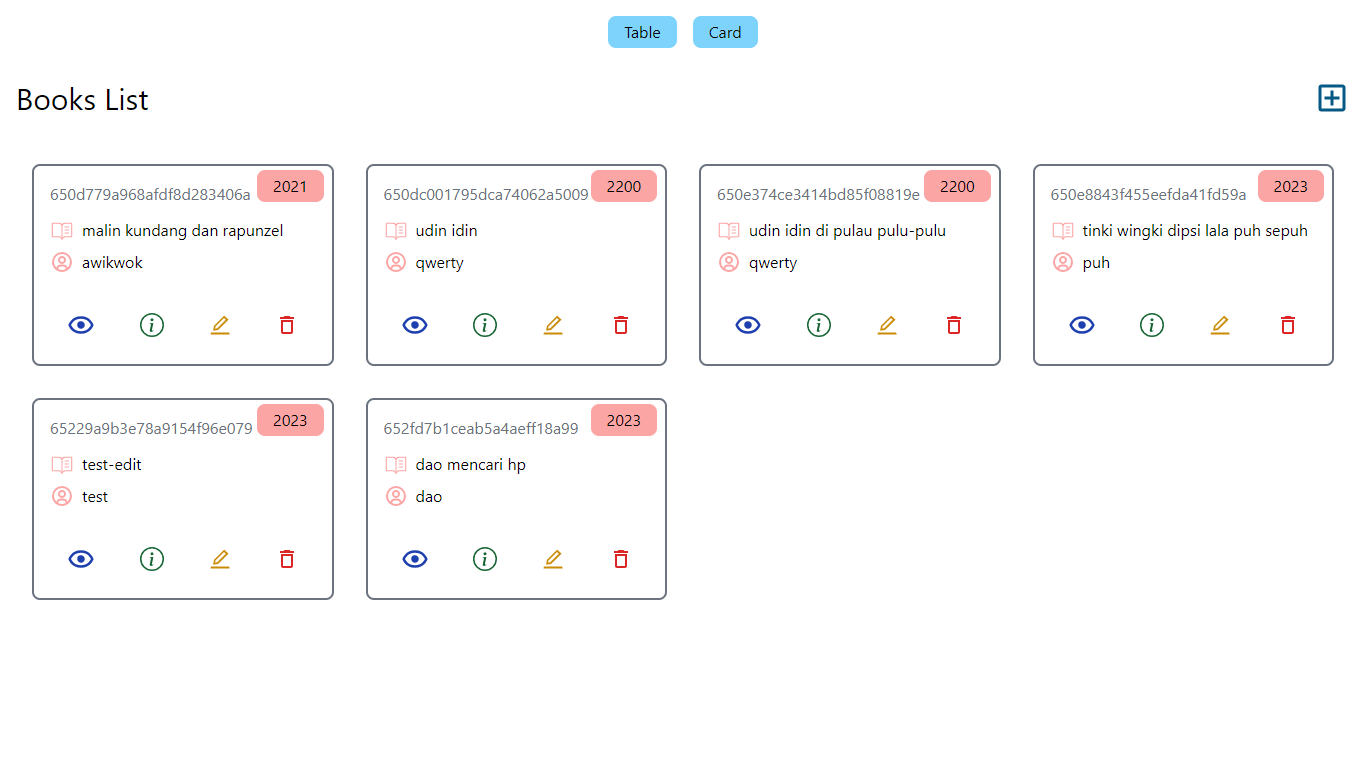 Table
Card
Books List
650d779a968afdf8d283406a
2021
malin kundang dan rapunzel
awikwok
650dc001795dca74062a5009
2200
udin idin
qwerty
650e374ce3414bd85f08819e
2200
udin idin di pulau pulu-pulu
qwerty
650e8843f455eefda41fd59a
2023
tinki wingki dipsi lala puh sepuh
puh
65229a9b3e78a9154f96e079
2023
test-edit
test
652fd7b1ceab5a4aeff18a99
2023
dao mencari hp
dao